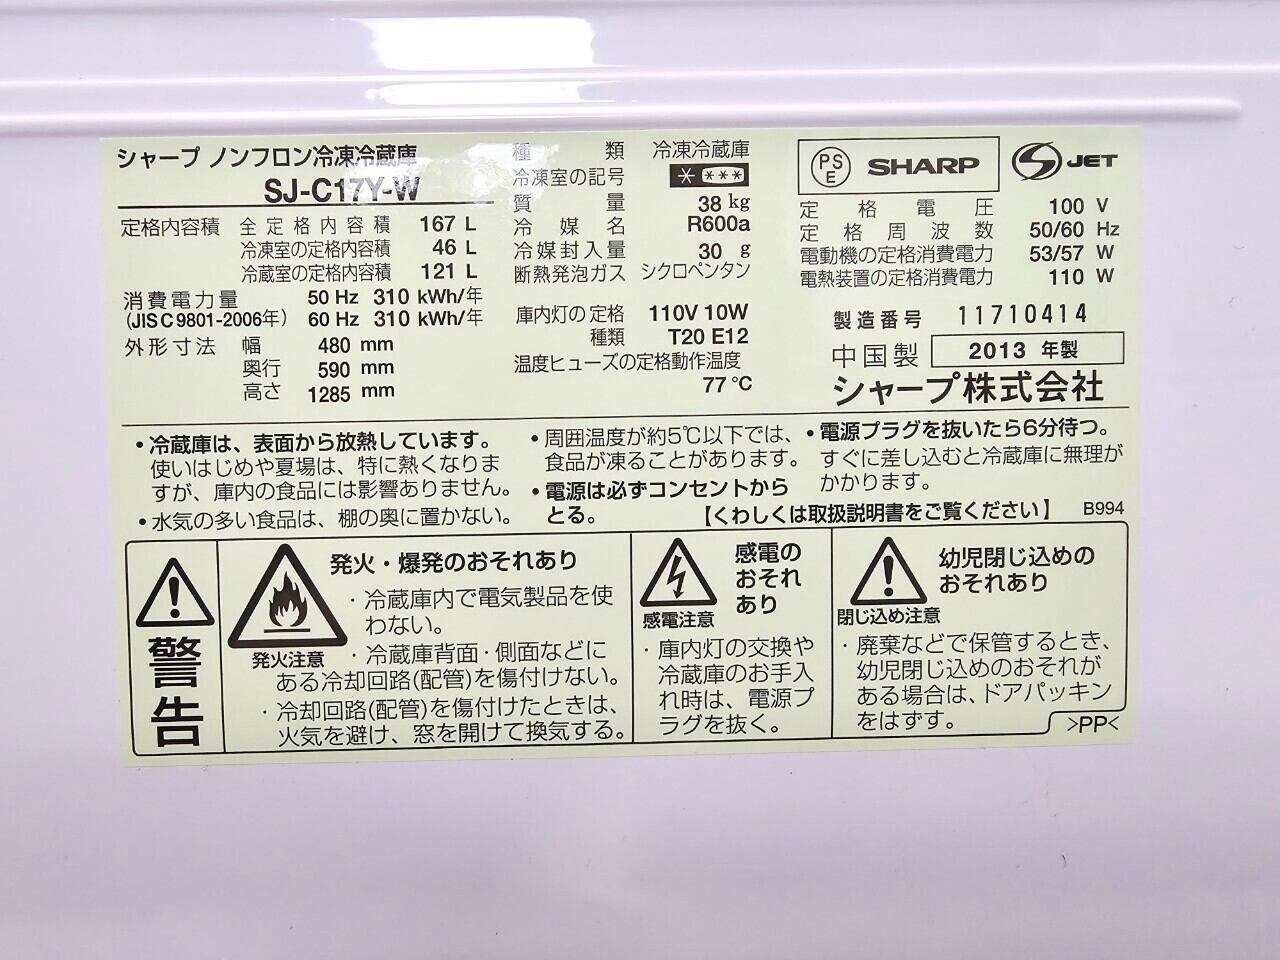 シャープ ノンフロン冷凍冷蔵庫
SJ-C17Y-W
定格内容積 全定格内容積 167 L
冷凍室の定格内容積 46 L
冷蔵室の定格内容積 121 L
消費電力量 50 Hz 310 kWh/年
(JIS C 9801-2006年) 60 Hz 310 kWh/年
外形寸法 幅 480 mm
奥行 590 mm
高さ 1285 mm
種類 冷凍冷蔵庫
冷凍室の記号 * ***
質量 38 kg
冷媒名 R600a
冷媒封入量 30 g
断熱発泡ガス シクロペンタン
庫内灯の定格 110V 10W
種類 T20 E12
温度ヒューズの定格動作温度
77 ℃
PS
E
SHARP
S JET
定格電圧 100 V
定格周波数 50/60 Hz
電動機の定格消費電力 53/57 W
電熱装置の定格消費電力 110 W
製造番号 11710414
中国製 2013 年製
シャープ株式会社
・冷蔵庫は、表面から放熱しています。
使いはじめや夏場は、特に熱くなりま
すが、庫内の食品には影響ありません。
・水気の多い食品は、棚の奥に置かない。
・周囲温度が約5℃以下では、
食品が凍ることがあります。
・電源は必ずコンセントから
とる。
・電源プラグを抜いたら6分待つ。
すぐに差し込むと冷蔵庫に無理が
かかります。
【くわしくは取扱説明書をご覧ください】 B994
警告
発火・爆発のおそれあり
発火注意
・冷蔵庫内で電気製品を使
わない。
・冷蔵庫背面・側面などに
ある冷却回路(配管)を傷付けない。
・冷却回路(配管)を傷付けたときは、
火気を避け、窓を開けて換気する。
感電の
おそれ
あり
感電注意
・庫内灯の交換や
冷蔵庫のお手入
れ時は、電源プ
ラグを抜く。
幼児閉じ込めの
おそれあり
閉じ込め注意
・廃棄などで保管するとき、
幼児閉じ込めのおそれが
ある場合は、ドアパッキン
をはずす。
>PP<